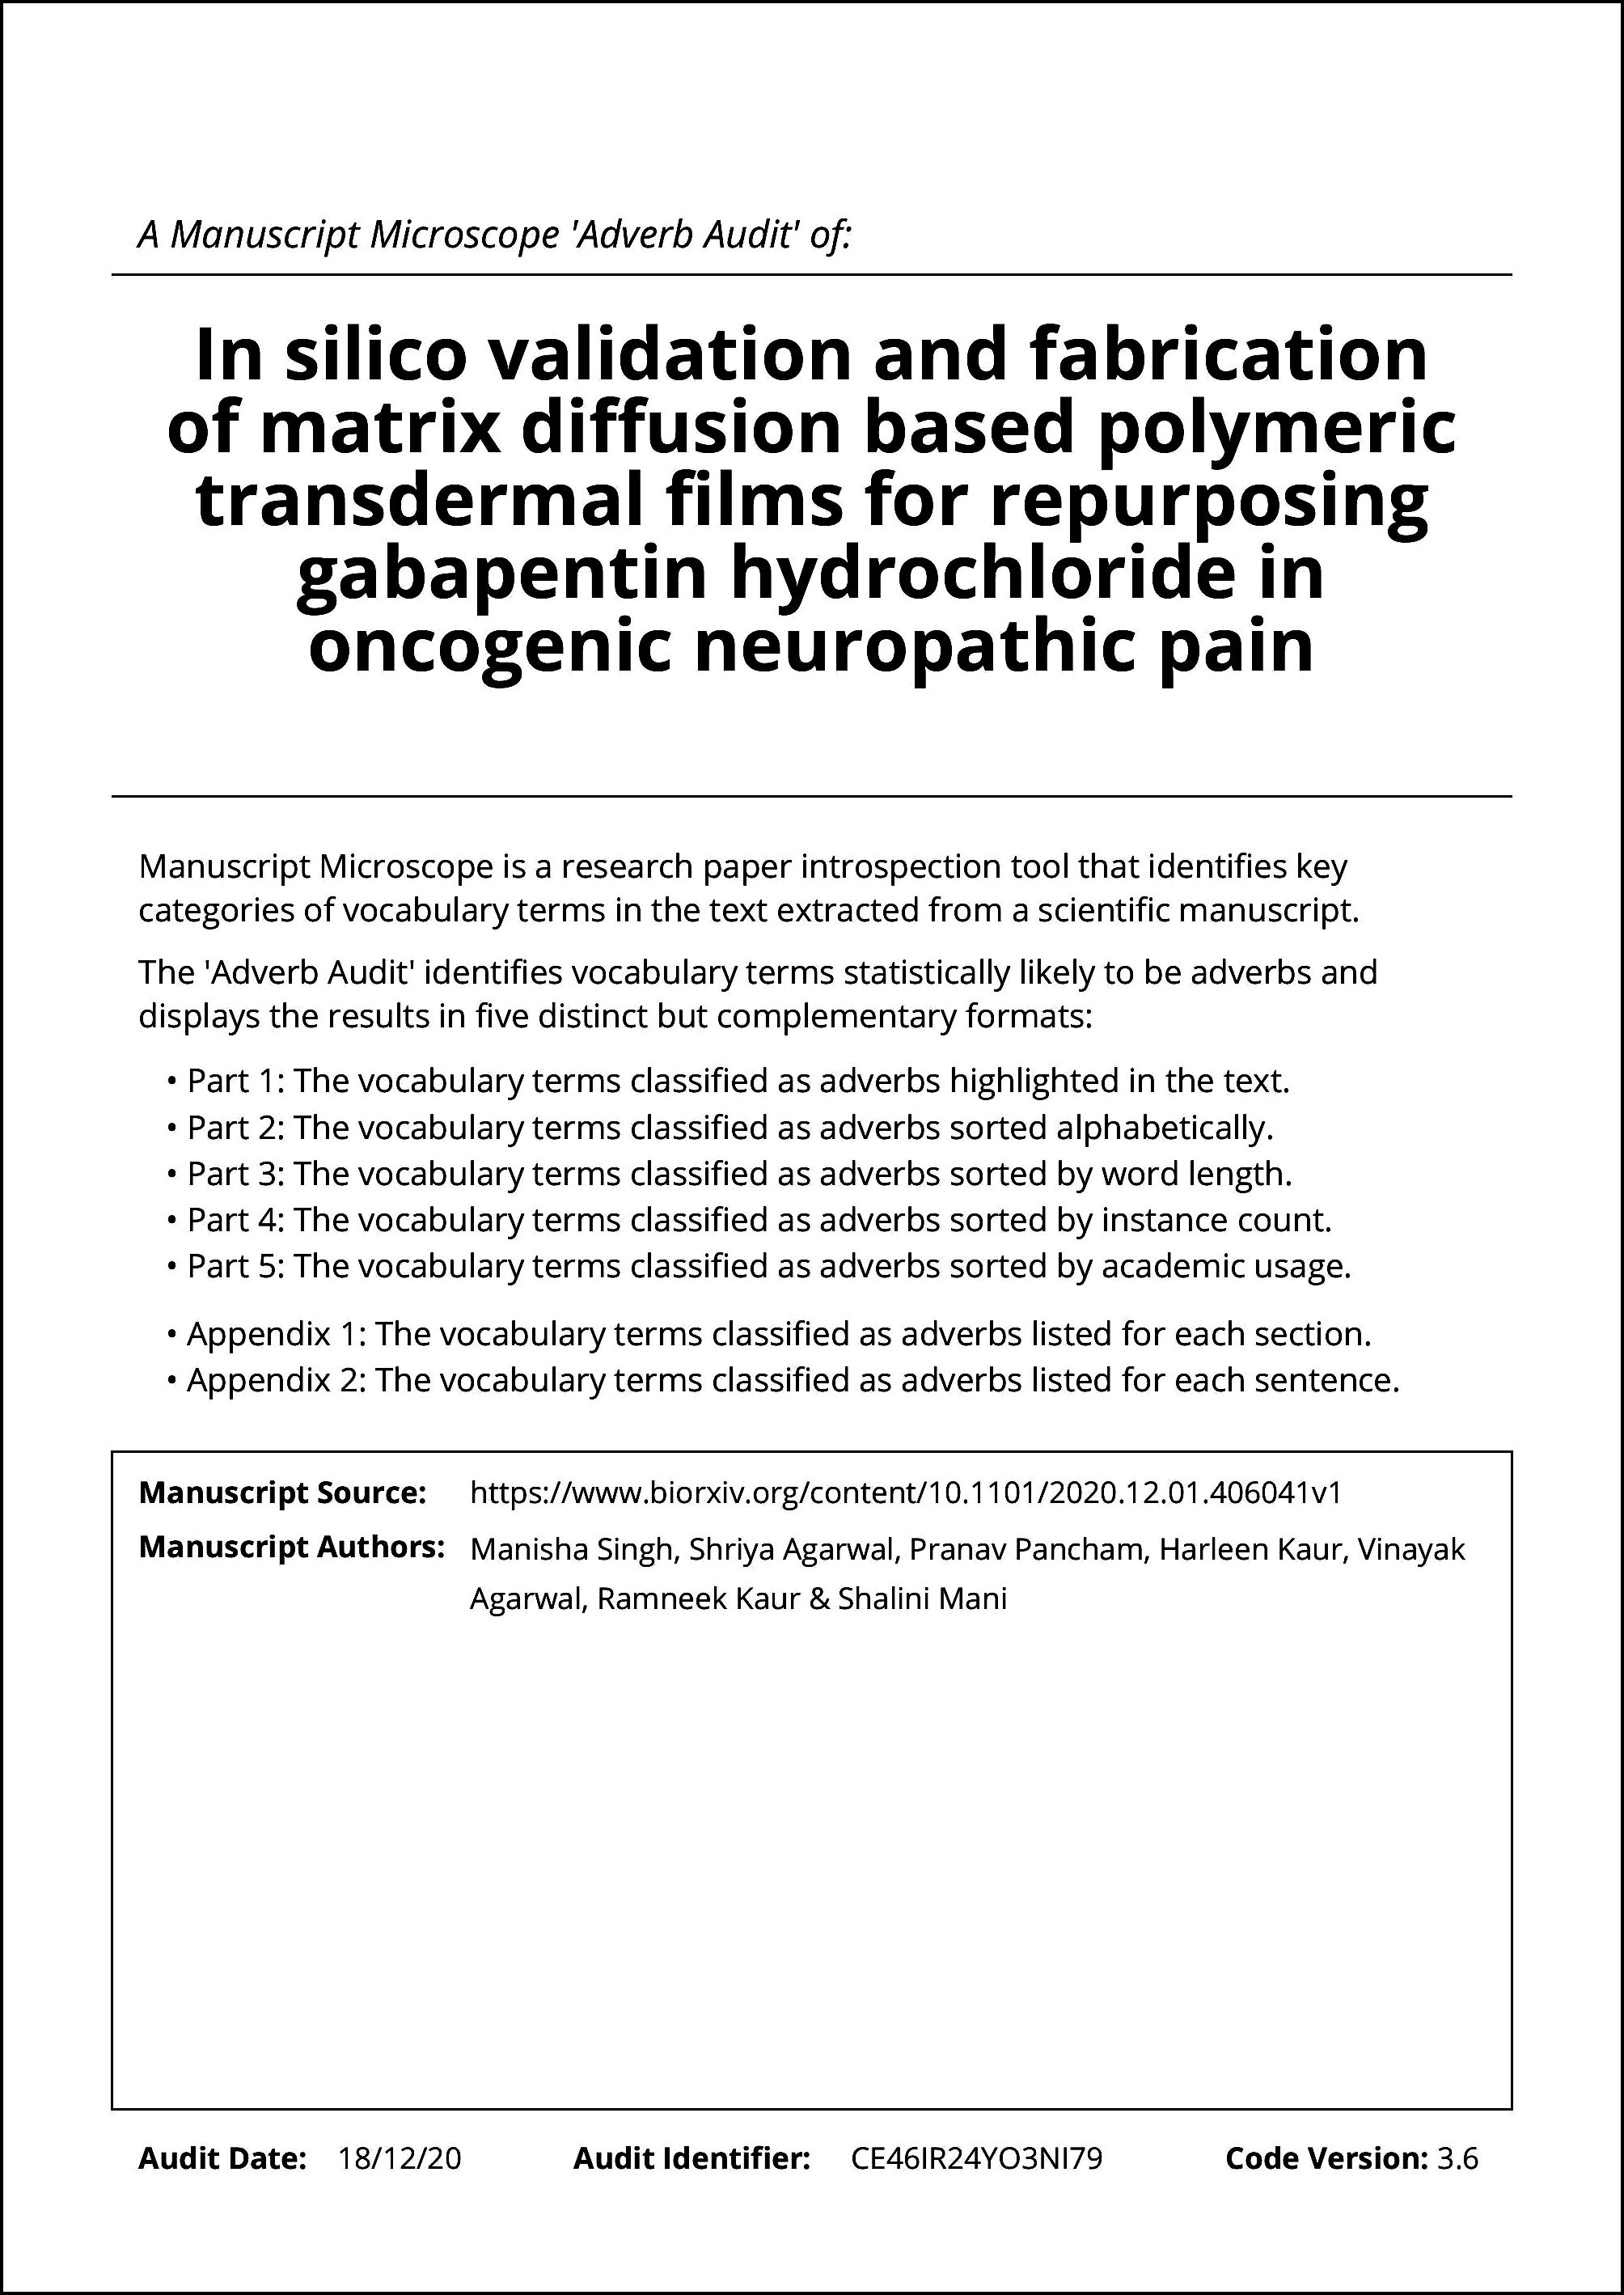 A Manuscript Microscope 'Adverb Audit' of:
In silico validation and fabrication
of matrix diffusion based polymeric
transdermal films for repurposing
gabapentin hydrochloride in
oncogenic neuropathic pain
Manuscript Microscope is a research paper introspection tool that identifies key
categories of vocabulary terms in the text extracted from a scientific manuscript.
The 'Adverb Audit' identifies vocabulary terms statistically likely to be adverbs and
displays the results in five distinct but complementary formats:
• Part 1: The vocabulary terms classified as adverbs highlighted in the text.
• Part 2: The vocabulary terms classified as adverbs sorted alphabetically.
• Part 3: The vocabulary terms classified as adverbs sorted by word length.
• Part 4: The vocabulary terms classified as adverbs sorted by instance count.
• Part 5: The vocabulary terms classified as adverbs sorted by academic usage.
• Appendix 1: The vocabulary terms classified as adverbs listed for each section.
• Appendix 2: The vocabulary terms classified as adverbs listed for each sentence.
Manuscript Source: https://www.biorxiv.org/content/10.1101/2020.12.01.406041v1
Manuscript Authors: Manisha Singh, Shriya Agarwal, Pranav Pancham, Harleen Kaur, Vinayak
Agarwal, Ramneek Kaur & Shalini Mani
Audit Date: 18/12/20 Audit Identifier: CE46IR24YO3NI79 Code Version: 3.6